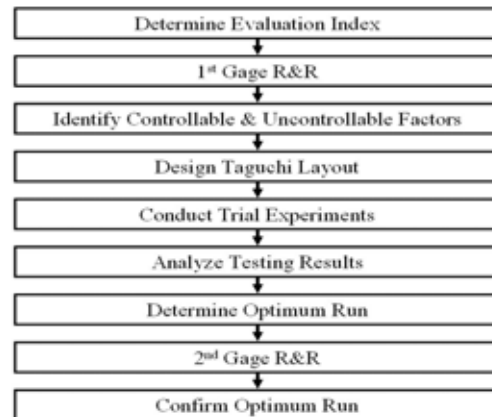 Determine Evaluation Index
1st Gage R&R
Identify Controllable & Uncontrollable Factors
Design Taguchi Layout
Conduct Trial Experiments
Analyze Testing Results
Determine Optimum Run
2nd Gage R&R
Confirm Optimum Run